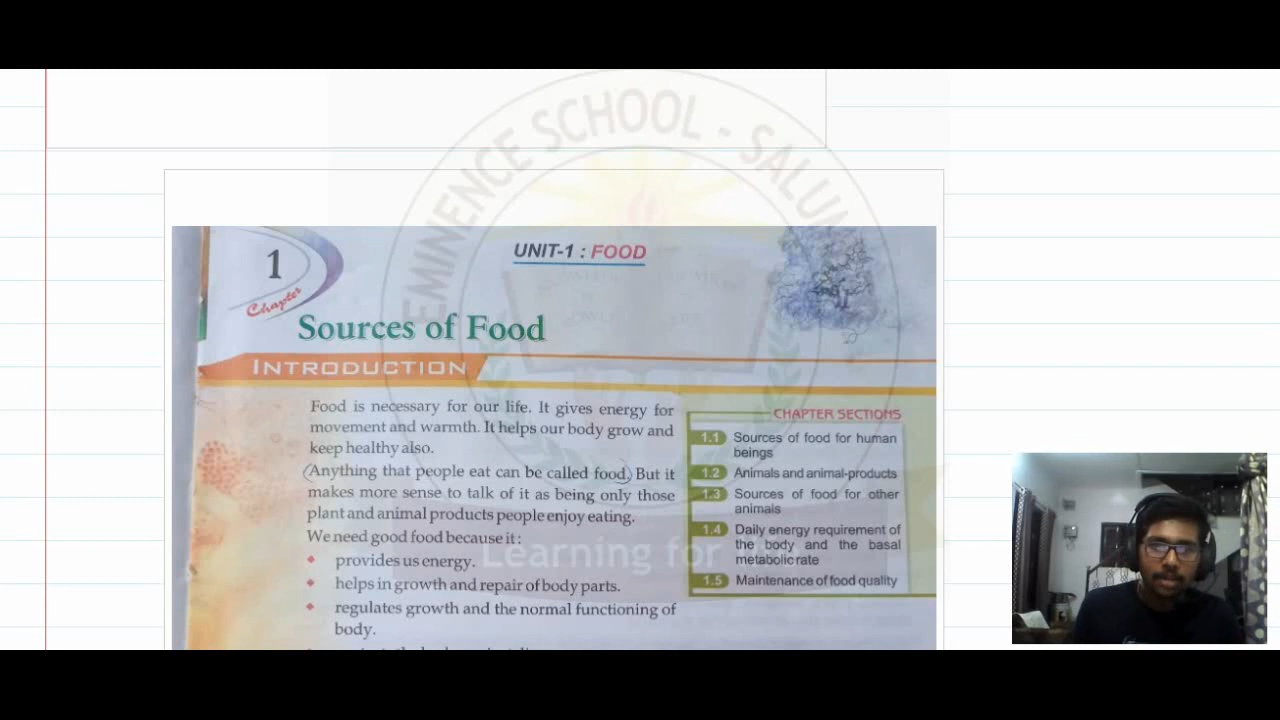 EMINENCE SCHOOL - SALUM
1
Chapter
UNIT-1 : FOOD
Sources of Food
INTRODUCTION
Food is necessary for our life. It gives energy for
movement and warmth. It helps our body grow and
keep healthy also.
(Anything that people eat can be called food.) But it
makes more sense to talk of it as being only those
plant and animal products people enjoy eating.
We need good food because it:
provides us energy.
helps in growth and repair of body parts.
regulates growth and the normal functioning of
body.
CHAPTER SECTIONS
1.1 Sources of food for human
beings
1.2 Animals and animal-products
1.3 Sources of food for other
animals
1.4 Daily energy requirement of
the body and the basal
metabolic rate
1.5 Maintenance of food quality
Learning for